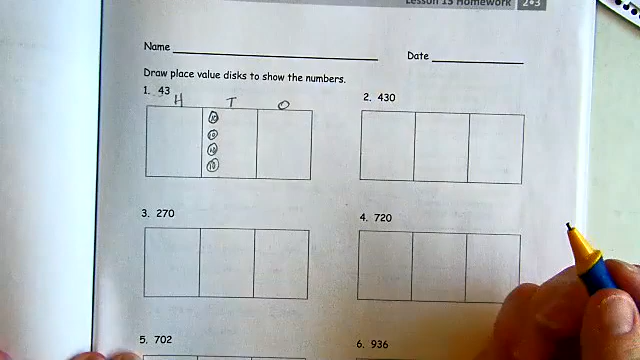 Lesson 15 Homework 2•3
Name
Date
Draw place value disks to show the numbers.
1. 43
2. 430
H T O
10
10
10
10
3. 270
4. 720
5. 702
6. 936